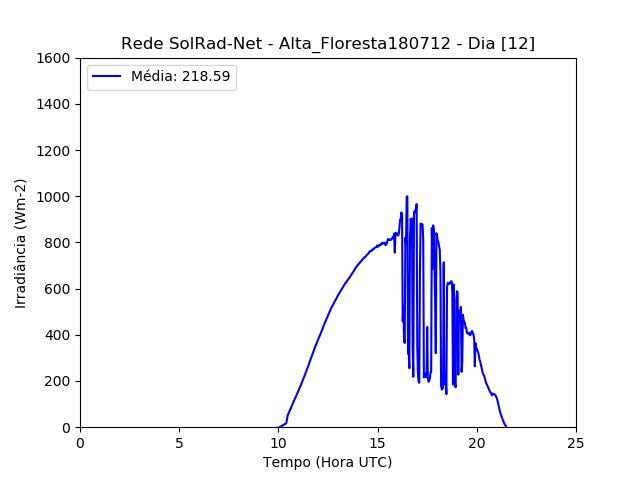 Rede SolRad-Net - Alta_Floresta180712 - Dia [12]
Média: 218.59
Irradiância (Wm-2)
1600
1400
1200
1000
800
600
400
200
0
0 5 10 15 20 25
Tempo (Hora UTC)